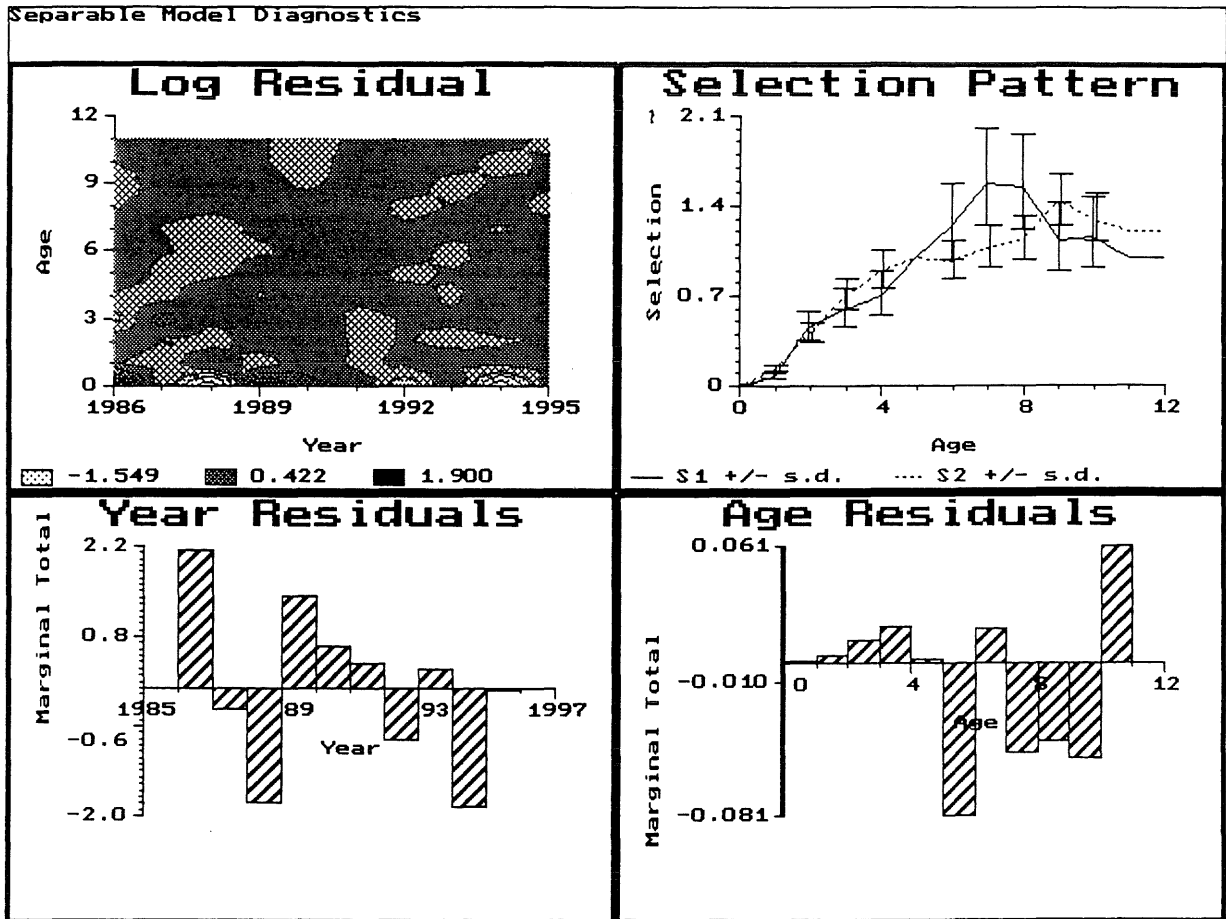 Separable Model Diagnostics
Log Residual
12
9
6
3
0
Age
1986 1989 1992 1995
Year
-1.549 0.422 1.900
Selection Pattern
2.1
1.4
0.7
0
Selection
0 4 8 12
Age
S1 +/- s.d. S2 +/- s.d.
Year Residuals
2.2
0.8
-0.6
-2.0
Marginal Total
1985 89 93 1997
Year
Age Residuals
0.061
-0.010
-0.081
Marginal Total
0 4 8 12
Age